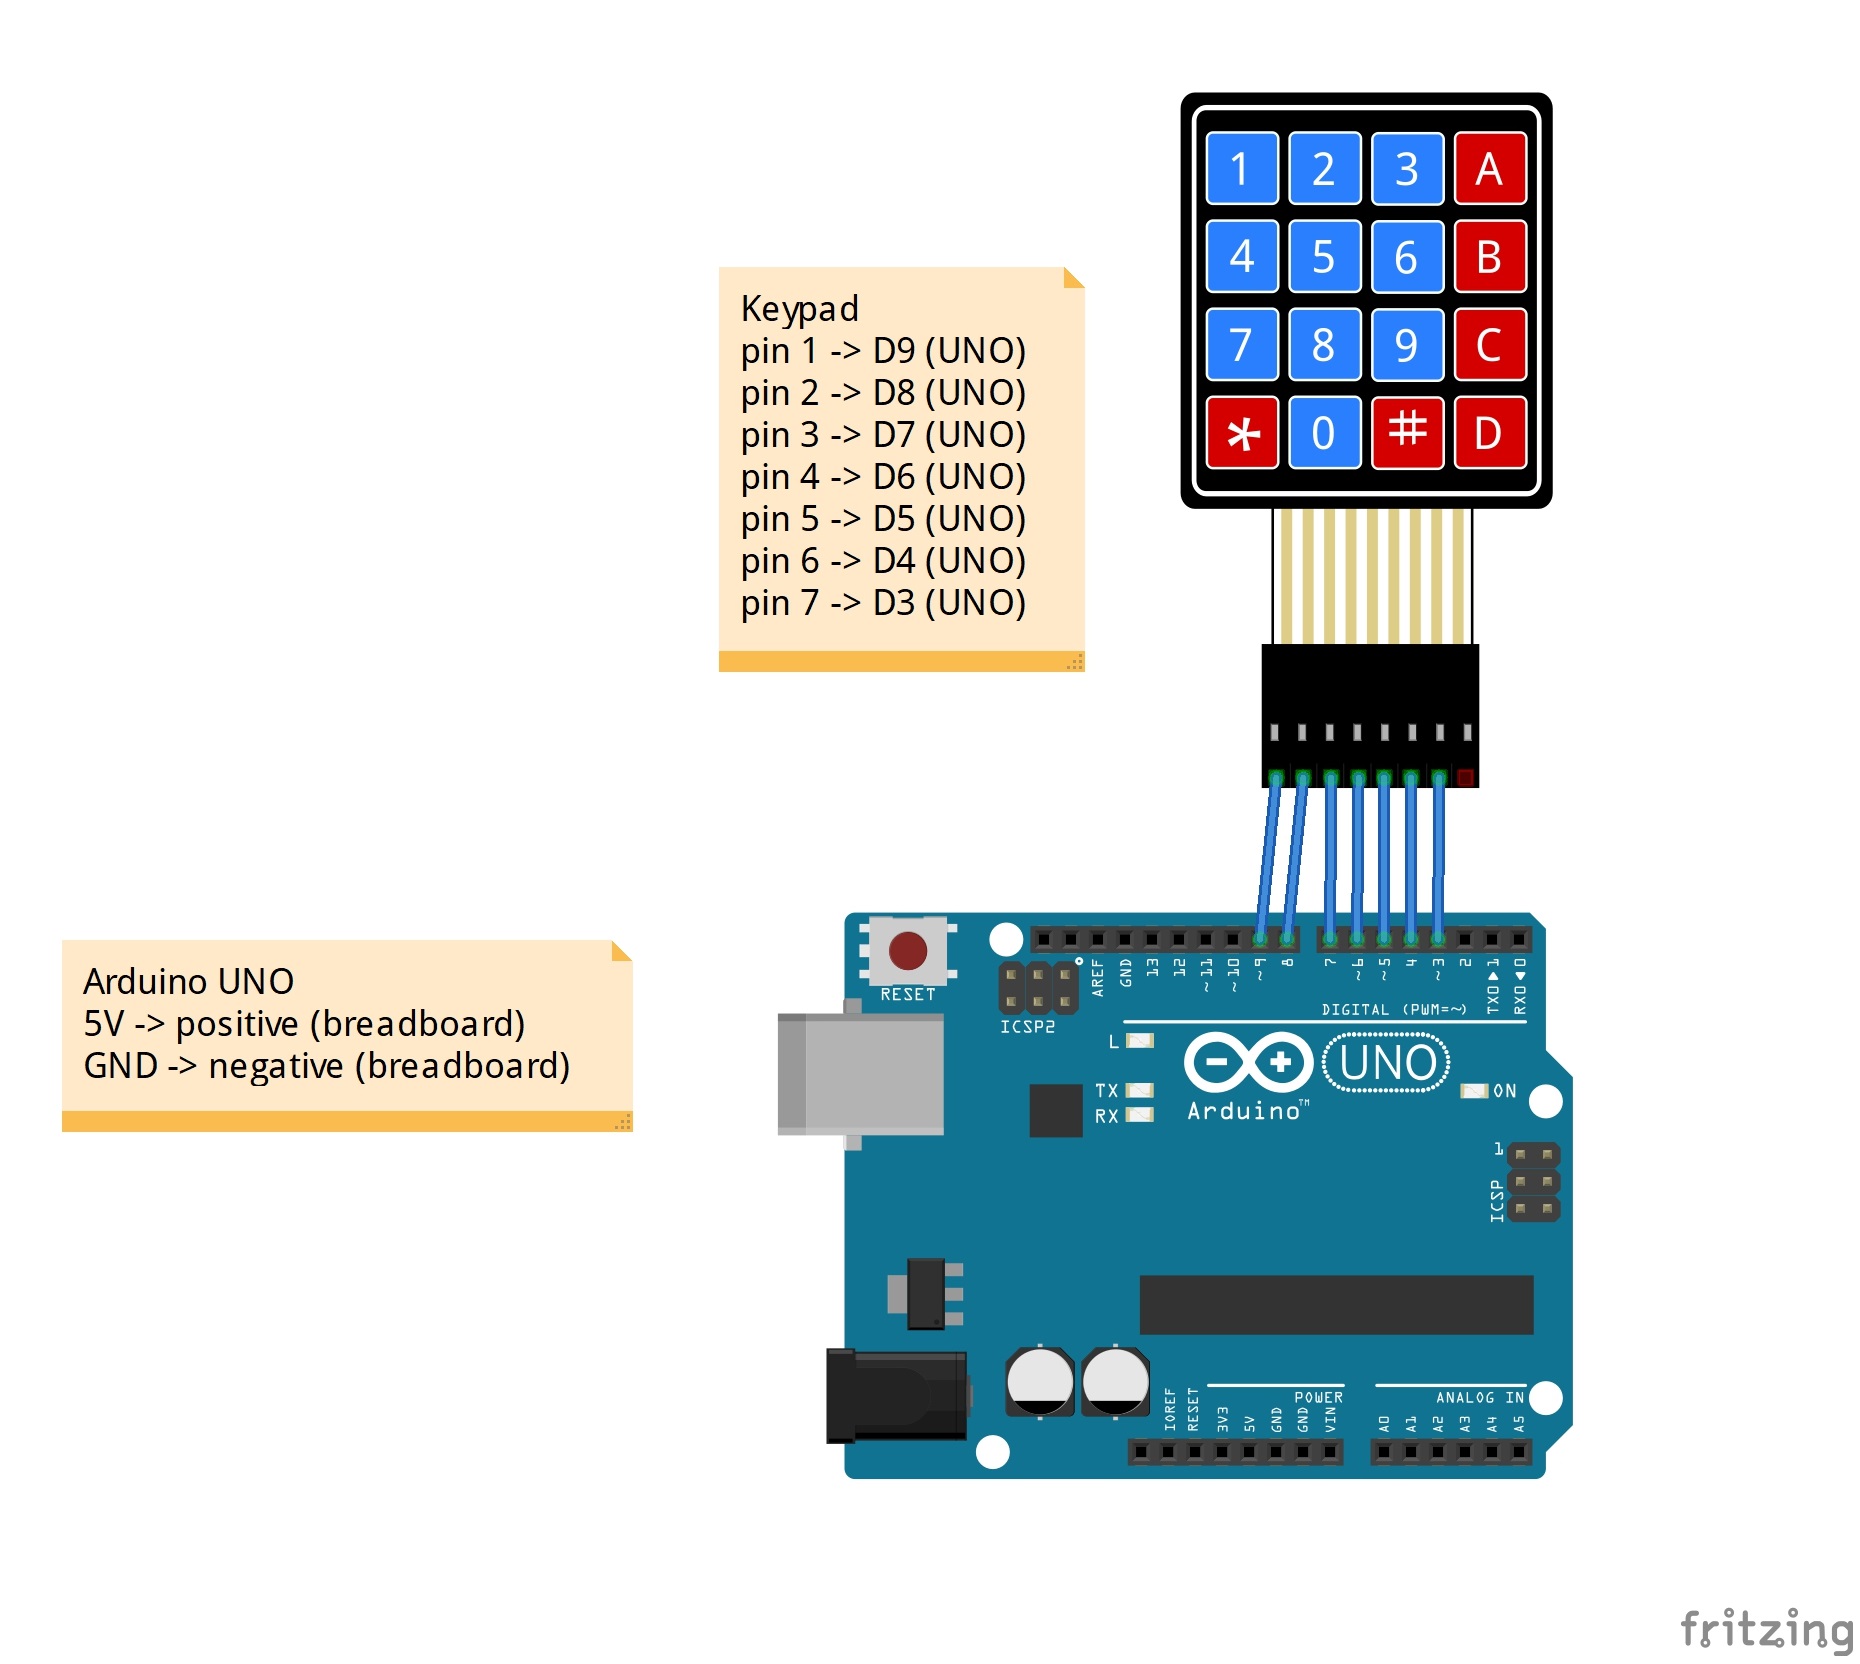 1 2 3 A
4 5 6 B
7 8 9 C
* 0 # D
Keypad
pin 1 -> D9 (UNO)
pin 2 -> D8 (UNO)
pin 3 -> D7 (UNO)
pin 4 -> D6 (UNO)
pin 5 -> D5 (UNO)
pin 6 -> D4 (UNO)
pin 7 -> D3 (UNO)
Arduino UNO
5V -> positive (breadboard)
GND -> negative (breadboard)
RESET
ICSP2
AREF
GND
13
12
~11
~10
~9
8
7
~6
~5
4
~3
2
TX0▶1
RX0◀0
DIGITAL (PWM=~)
L
TX
RX
UNO
Arduino™
ON
1
ICSP
POWER
ANALOG IN
IOREF
RESET
3V3
5V
GND
GND
VIN
A0
A1
A2
A3
A4
A5
fritzing